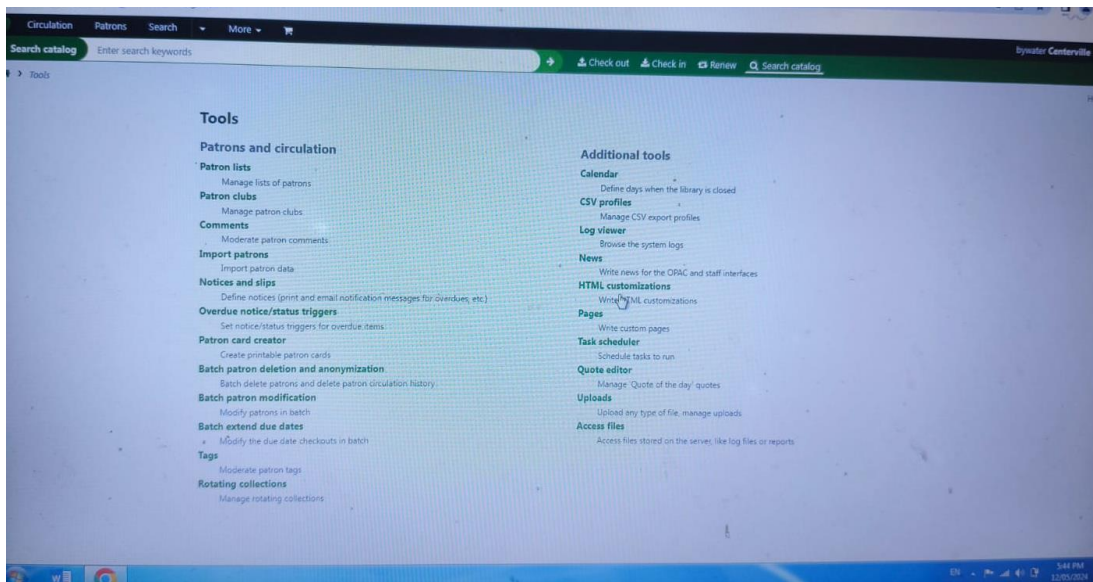 Circulation Patrons Search More
Search catalog Enter search keywords Check out Check in Renew Search catalog bywater Centerville
> Tools
H
Tools
Patrons and circulation
Patron lists
Manage lists of patrons
Patron clubs
Manage patron clubs
Comments
Moderate patron comments
Import patrons
Import patron data
Notices and slips
Define notices (print and email notification messages for overdues, etc.)
Overdue notice/status triggers
Set notice/status triggers for overdue items
Patron card creator
Create printable patron cards
Batch patron deletion and anonymization
Batch delete patrons and delete patron circulation history
Batch patron modification
Modify patrons in batch
Batch extend due dates
Modify the due date checkouts in batch
Tags
Moderate patron tags
Rotating collections
Manage rotating collections
Additional tools
Calendar
Define days when the library is closed
CSV profiles
Manage CSV export profiles
Log viewer
Browse the system logs
News
Write news for the OPAC and staff interfaces
HTML customizations
Write HTML customizations
Pages
Write custom pages
Task scheduler
Schedule tasks to run
Quote editor
Manage 'Quote of the day' quotes
Uploads
Upload any type of file, manage uploads
Access files
Access files stored on the server, like log files or reports
W
EN 5:44 PM
12/05/2024